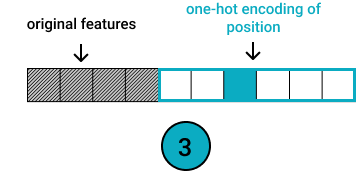 original features
one-hot encoding of
position
3